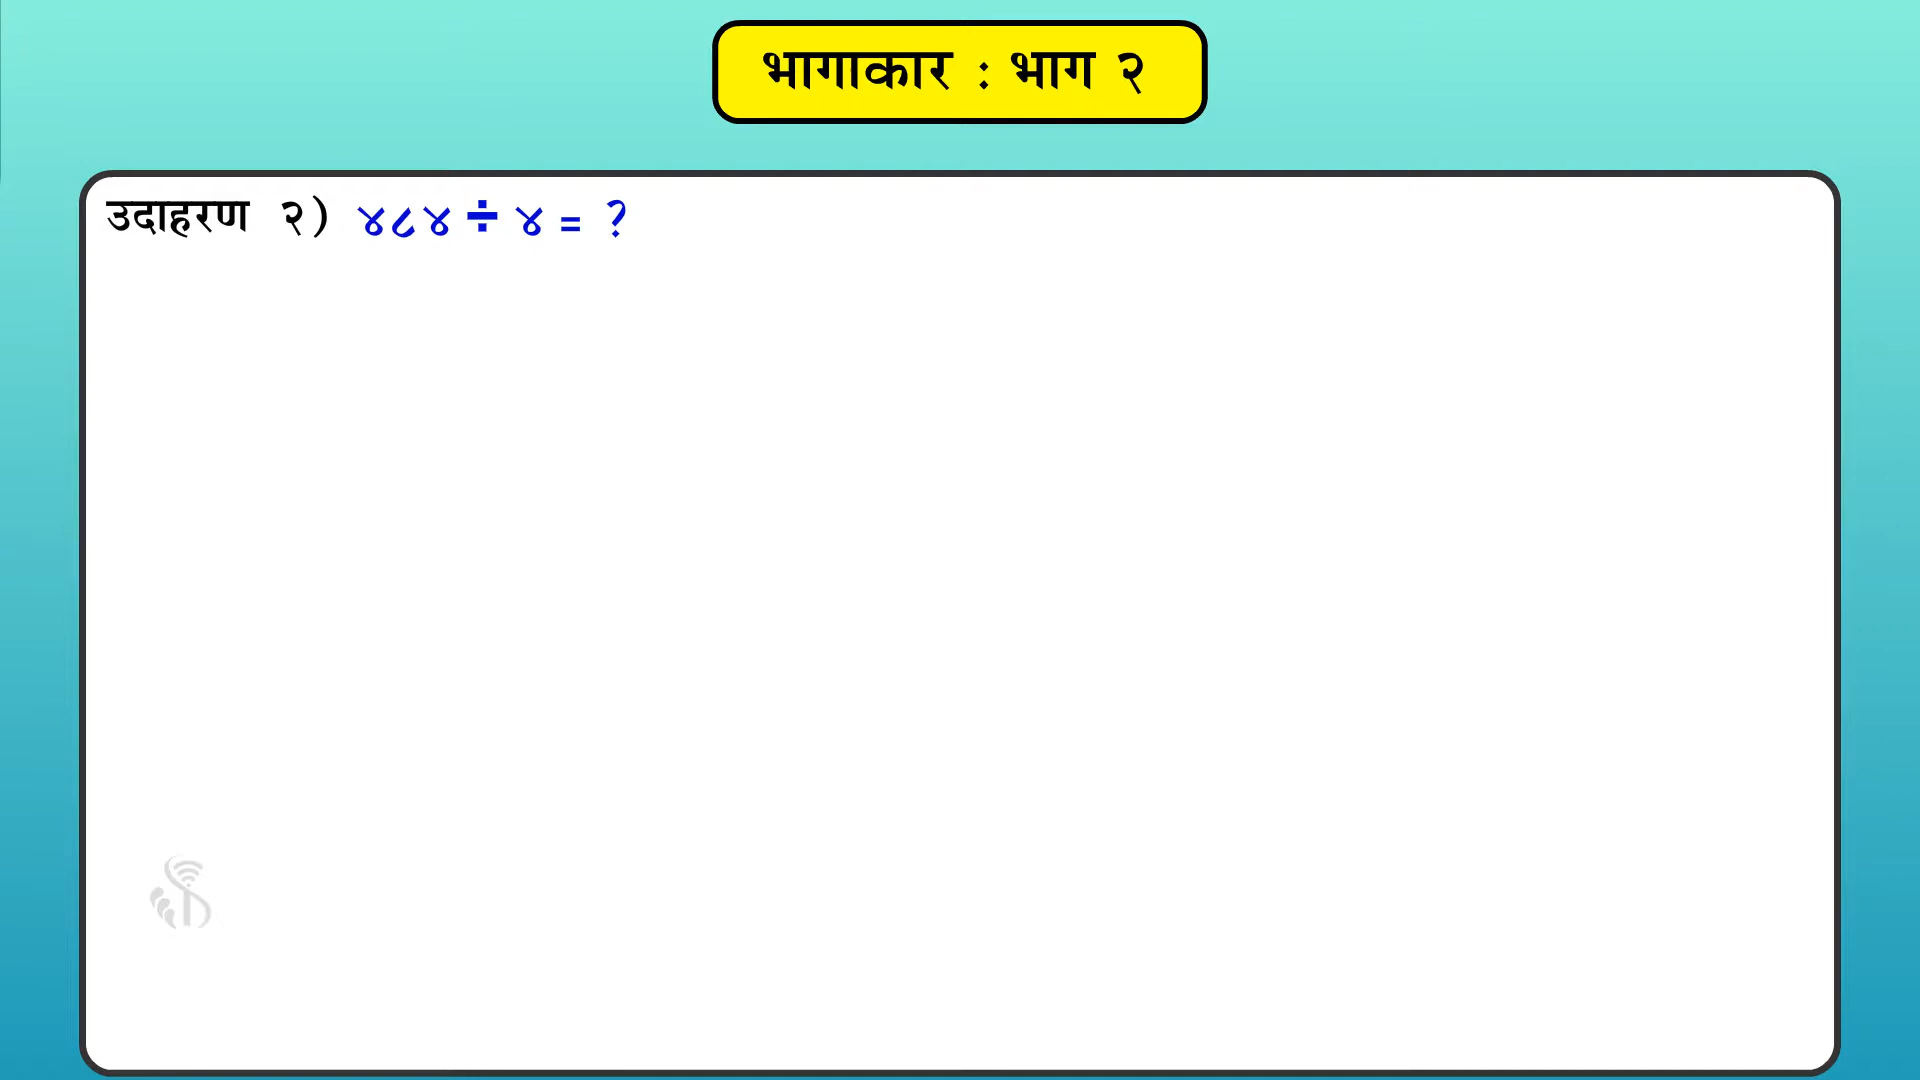 भागाकार : भाग २
उदाहरण २) ४८४ ÷ ४ = ?